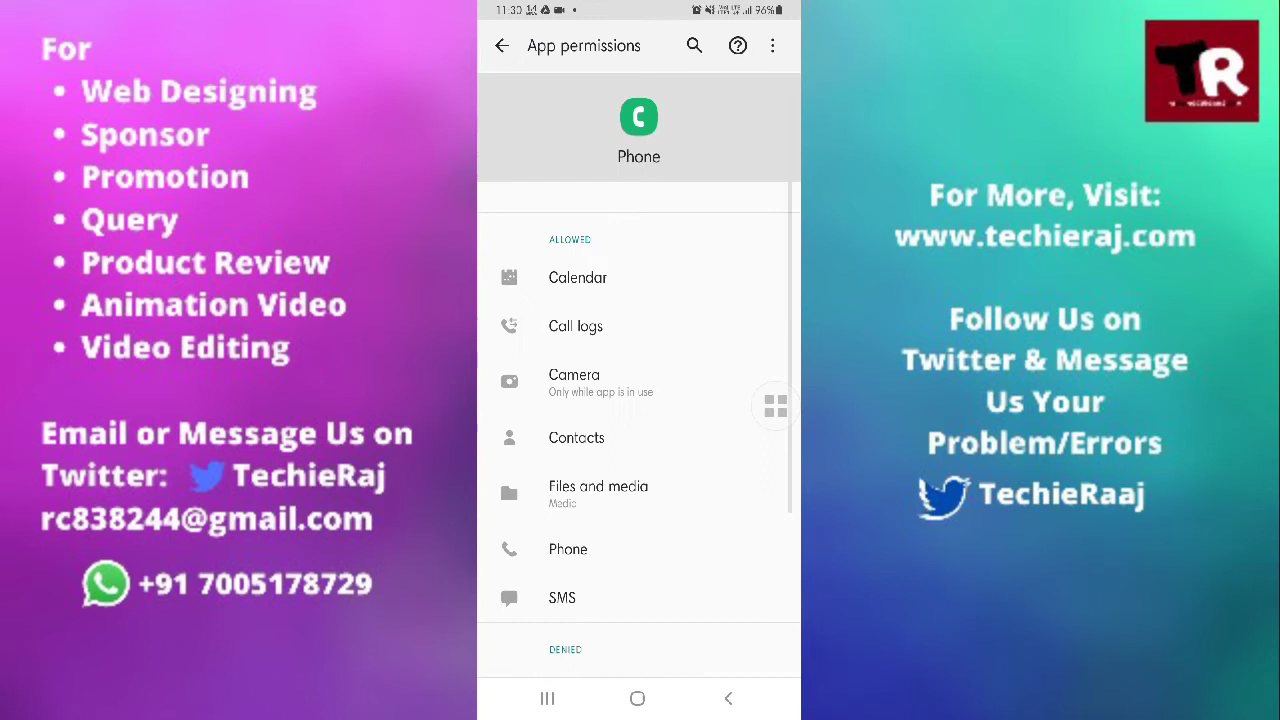 For
• Web Designing
• Sponsor
• Promotion
• Query
• Product Review
• Animation Video
• Video Editing
Email or Message Us on
Twitter: TechieRaj
rc838244@gmail.com
+91 7005178729
11:30
96%
App permissions
Phone
ALLOWED
Calendar
Call logs
Camera
Only while app is in use
Contacts
Files and media
Media
Phone
SMS
DENIED
TR
For More, Visit:
www.techieraj.com
Follow Us on
Twitter & Message
Us Your
Problem/Errors
TechieRaaj